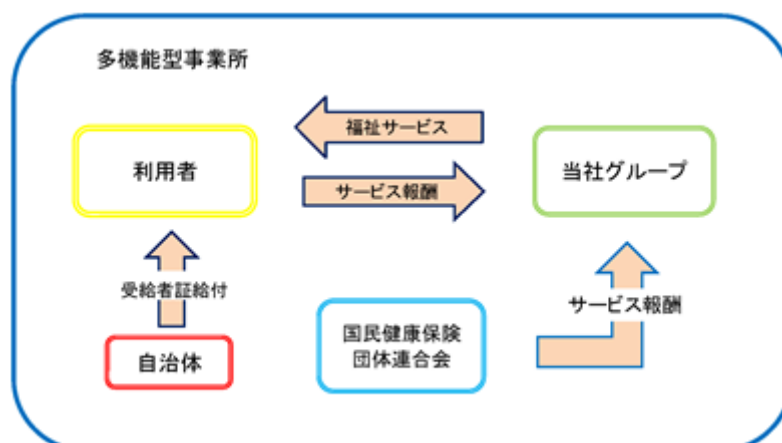 多機能型事業所
福祉サービス
利用者
当社グループ
サービス報酬
受給者証給付
サービス報酬
国民健康保険
団体連合会
自治体